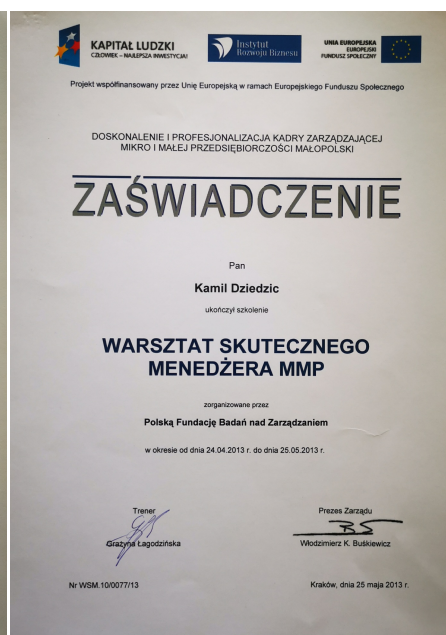 KAPITAŁ LUDZKI
CZŁOWIEK – NAJLEPSZA INWESTYCJA!
Instytut
Rozwoju Biznesu
UNIA EUROPEJSKA
EUROPEJSKI
FUNDUSZ SPOŁECZNY
Projekt współfinansowany przez Unię Europejską w ramach Europejskiego Funduszu Społecznego
DOSKONALENIE I PROFESJONALIZACJA KADRY ZARZĄDZAJĄCEJ
MIKRO I MAŁEJ PRZEDSIĘBIORCZOŚCI MAŁOPOLSKI
ZAŚWIADCZENIE
Pan
Kamil Dziedzic
ukończył szkolenie
WARSZTAT SKUTECZNEGO
MENEDŻERA MMP
zorganizowane przez
Polską Fundację Badań nad Zarządzaniem
w okresie od dnia 24.04.2013 r. do dnia 25.05.2013 r.
Trener
Grażyna Łagodzińska
Prezes Zarządu
Włodzimierz K. Buśkiewicz
Nr WSM.10/0077/13
Kraków, dnia 25 maja 2013 r.